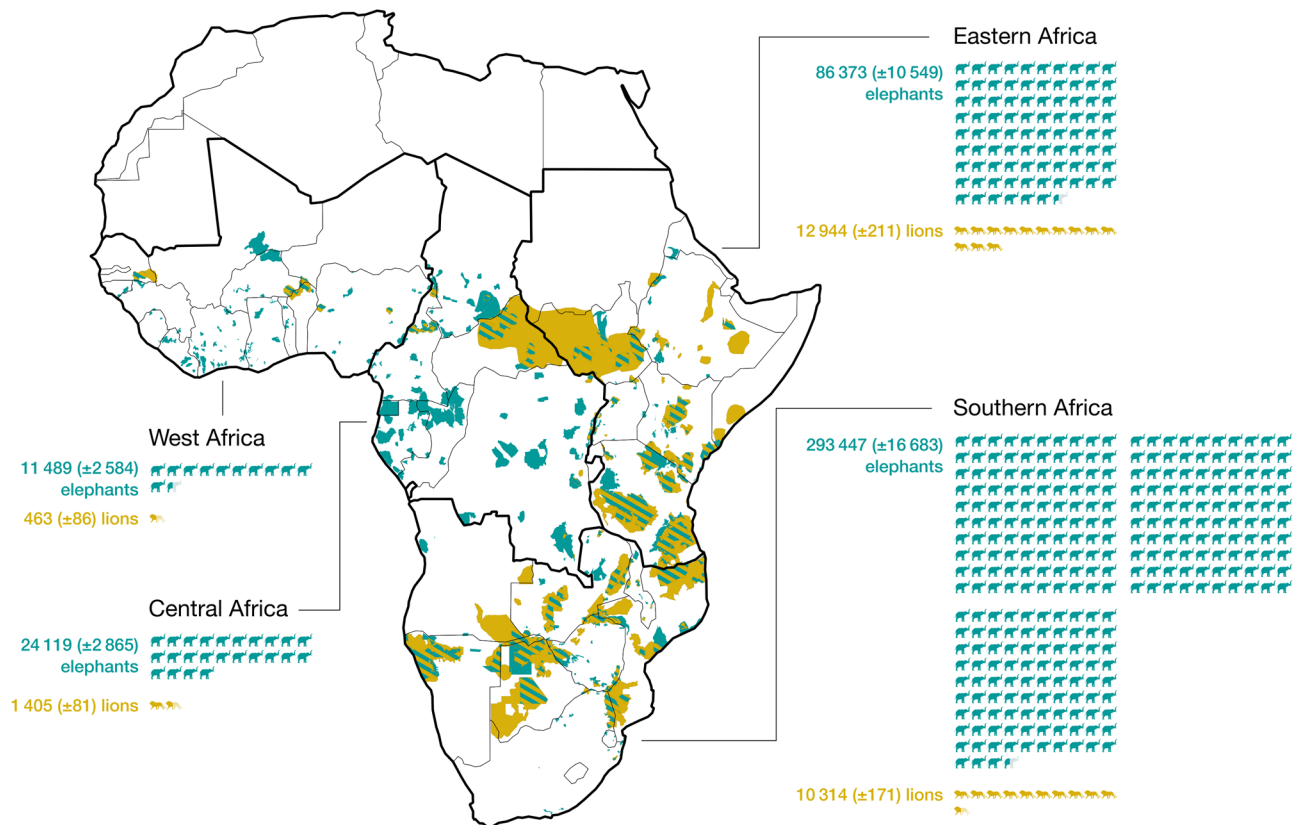 Eastern Africa
86 373 (±10 549)
elephants
12 944 (±211) lions
Southern Africa
293 447 (±16 683)
elephants
10 314 (±171) lions
West Africa
11 489 (±2 584)
elephants
463 (±86) lions
Central Africa
24 119 (±2 865)
elephants
1 405 (±81) lions